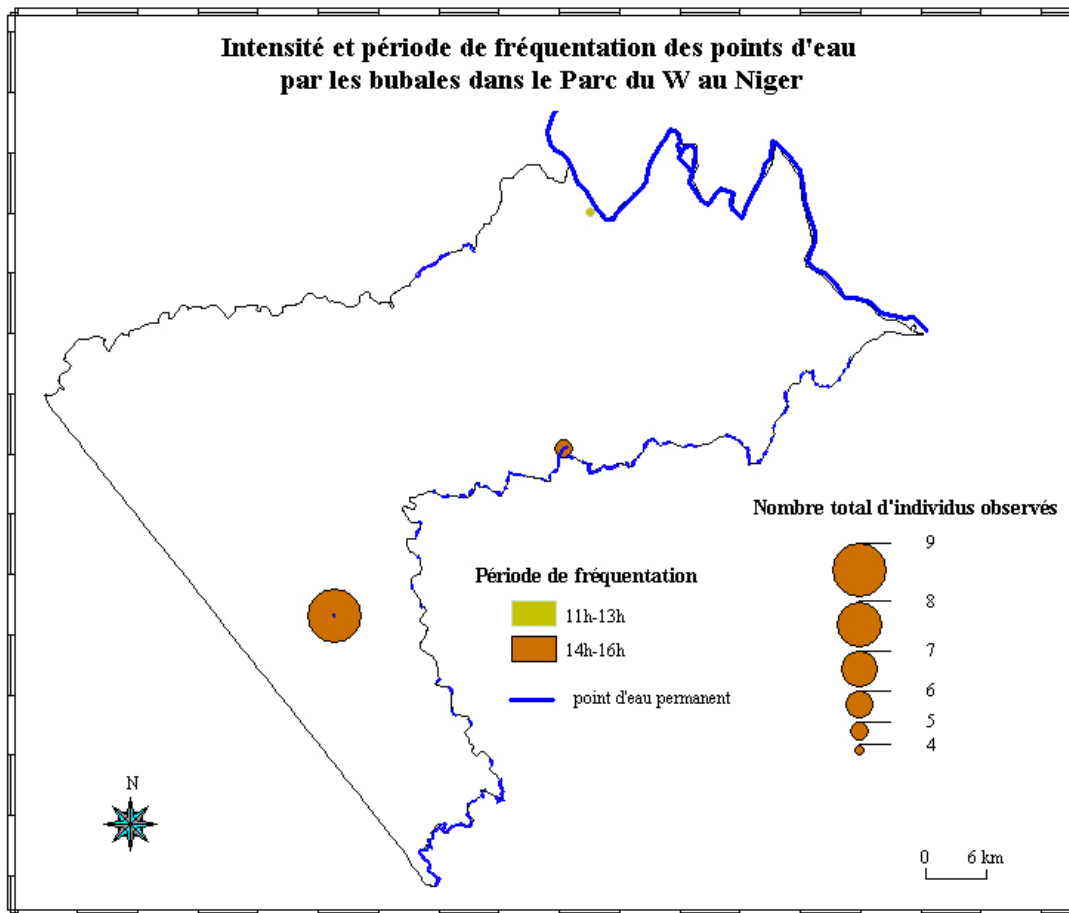 Intensité et période de fréquentation des points d'eau
par les bubales dans le Parc du W au Niger
Nombre total d'individus observés
9
8
7
6
5
4
Période de fréquentation
11h-13h
14h-16h
point d'eau permanent
N
0 6 km